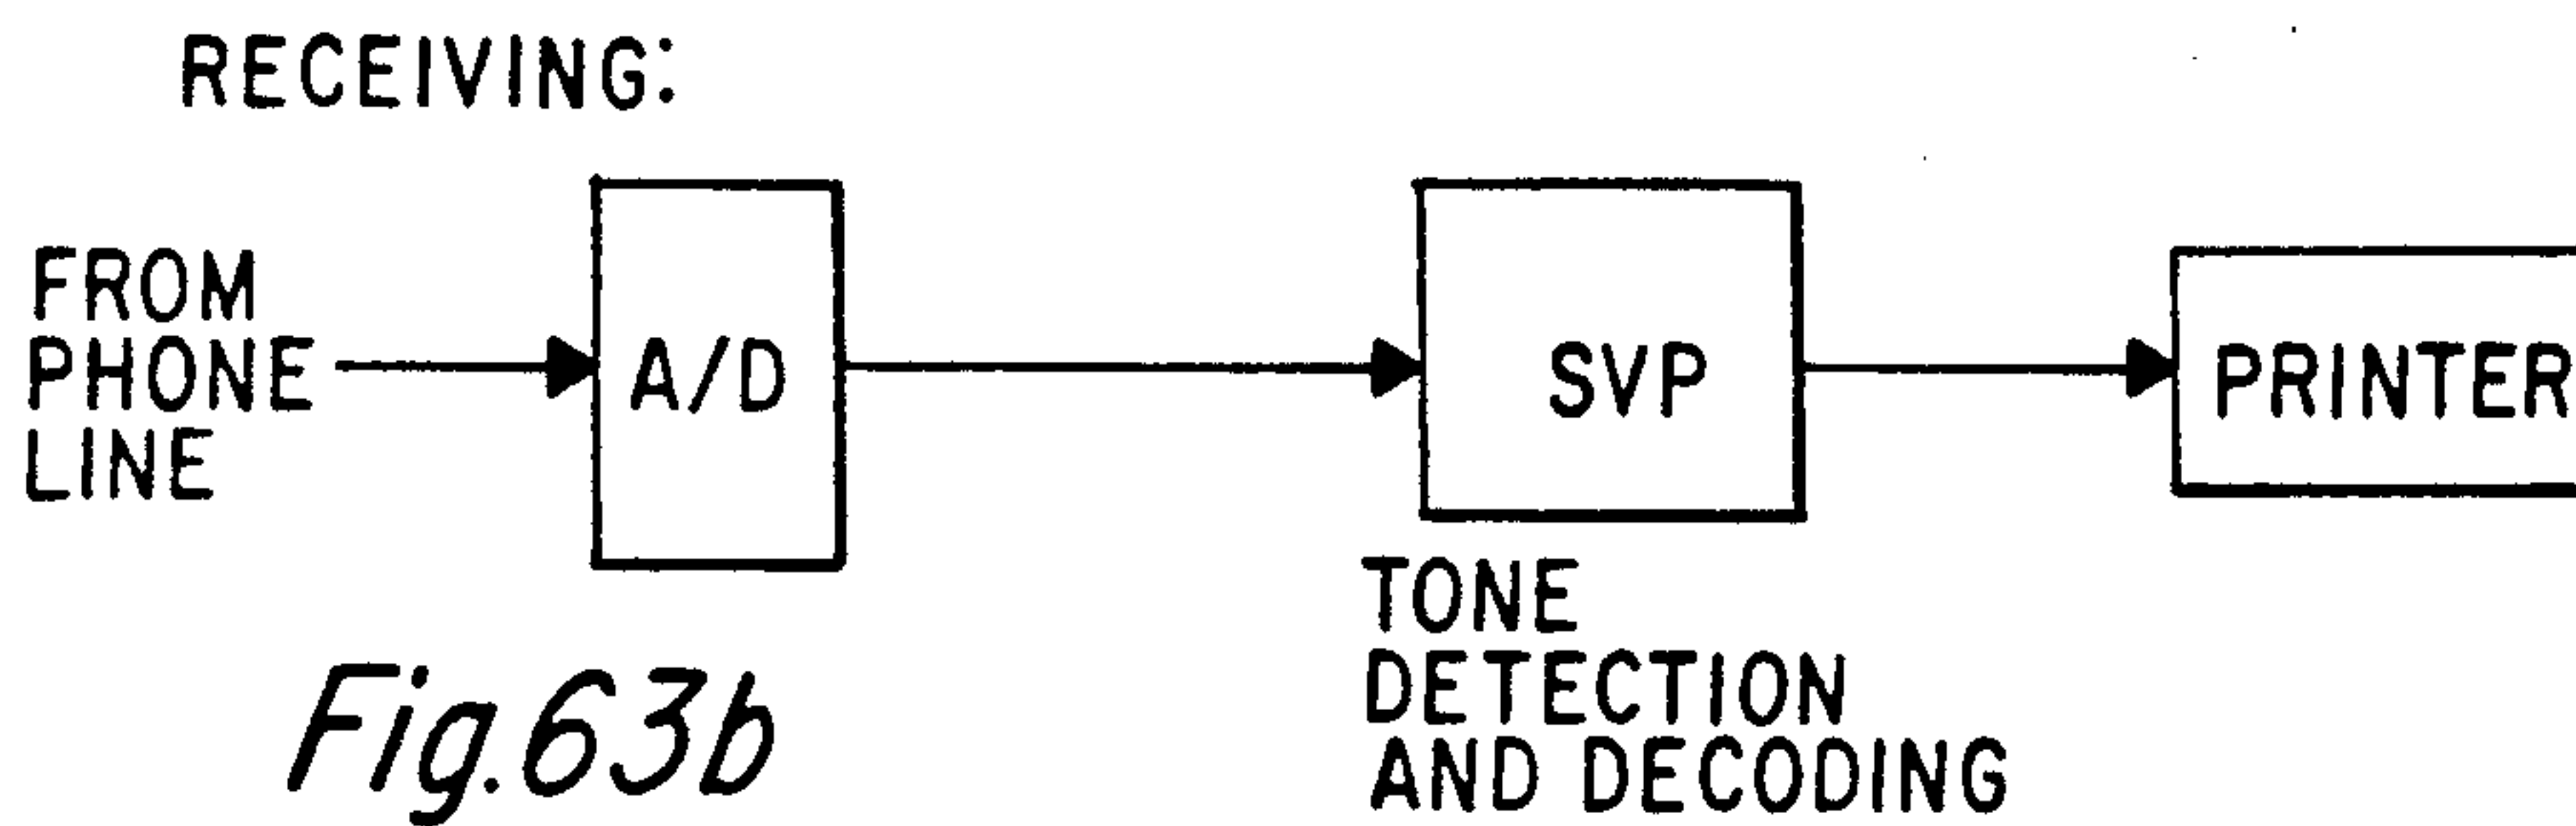 RECEIVING:
FROM
PHONE
LINE
A/D
SVP
PRINTER
TONE
DETECTION
AND DECODING
Fig. 63b